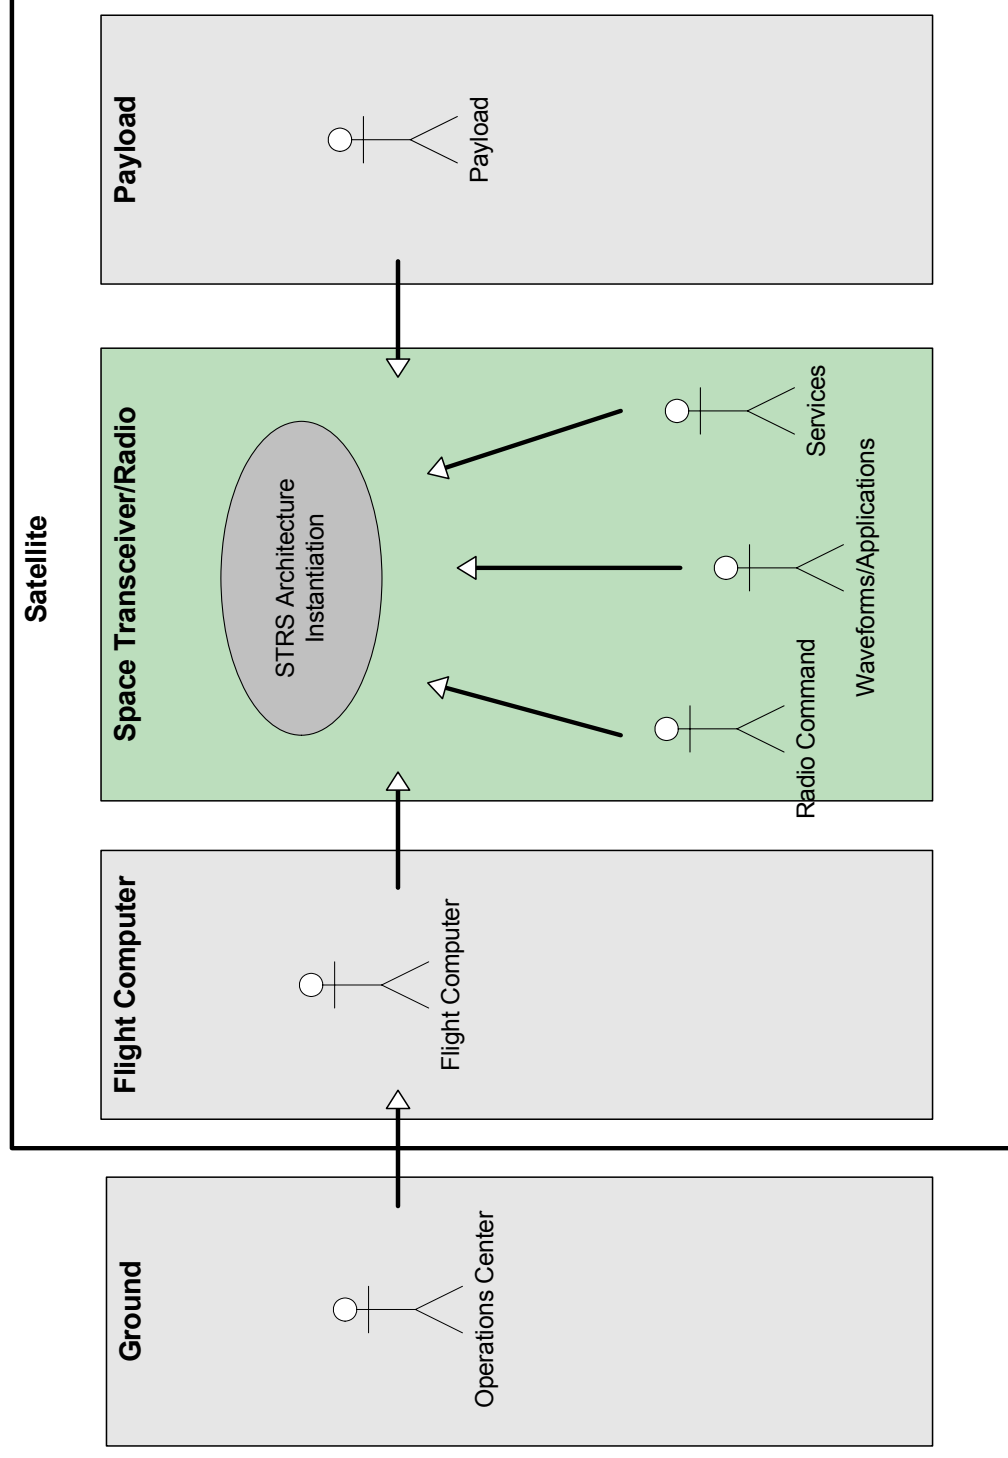 Satellite
Ground
Operations Center
Flight Computer
Flight Computer
Space Transceiver/Radio
STRS Architecture
Instantiation
Radio Command
Waveforms/Applications
Services
Payload
Payload